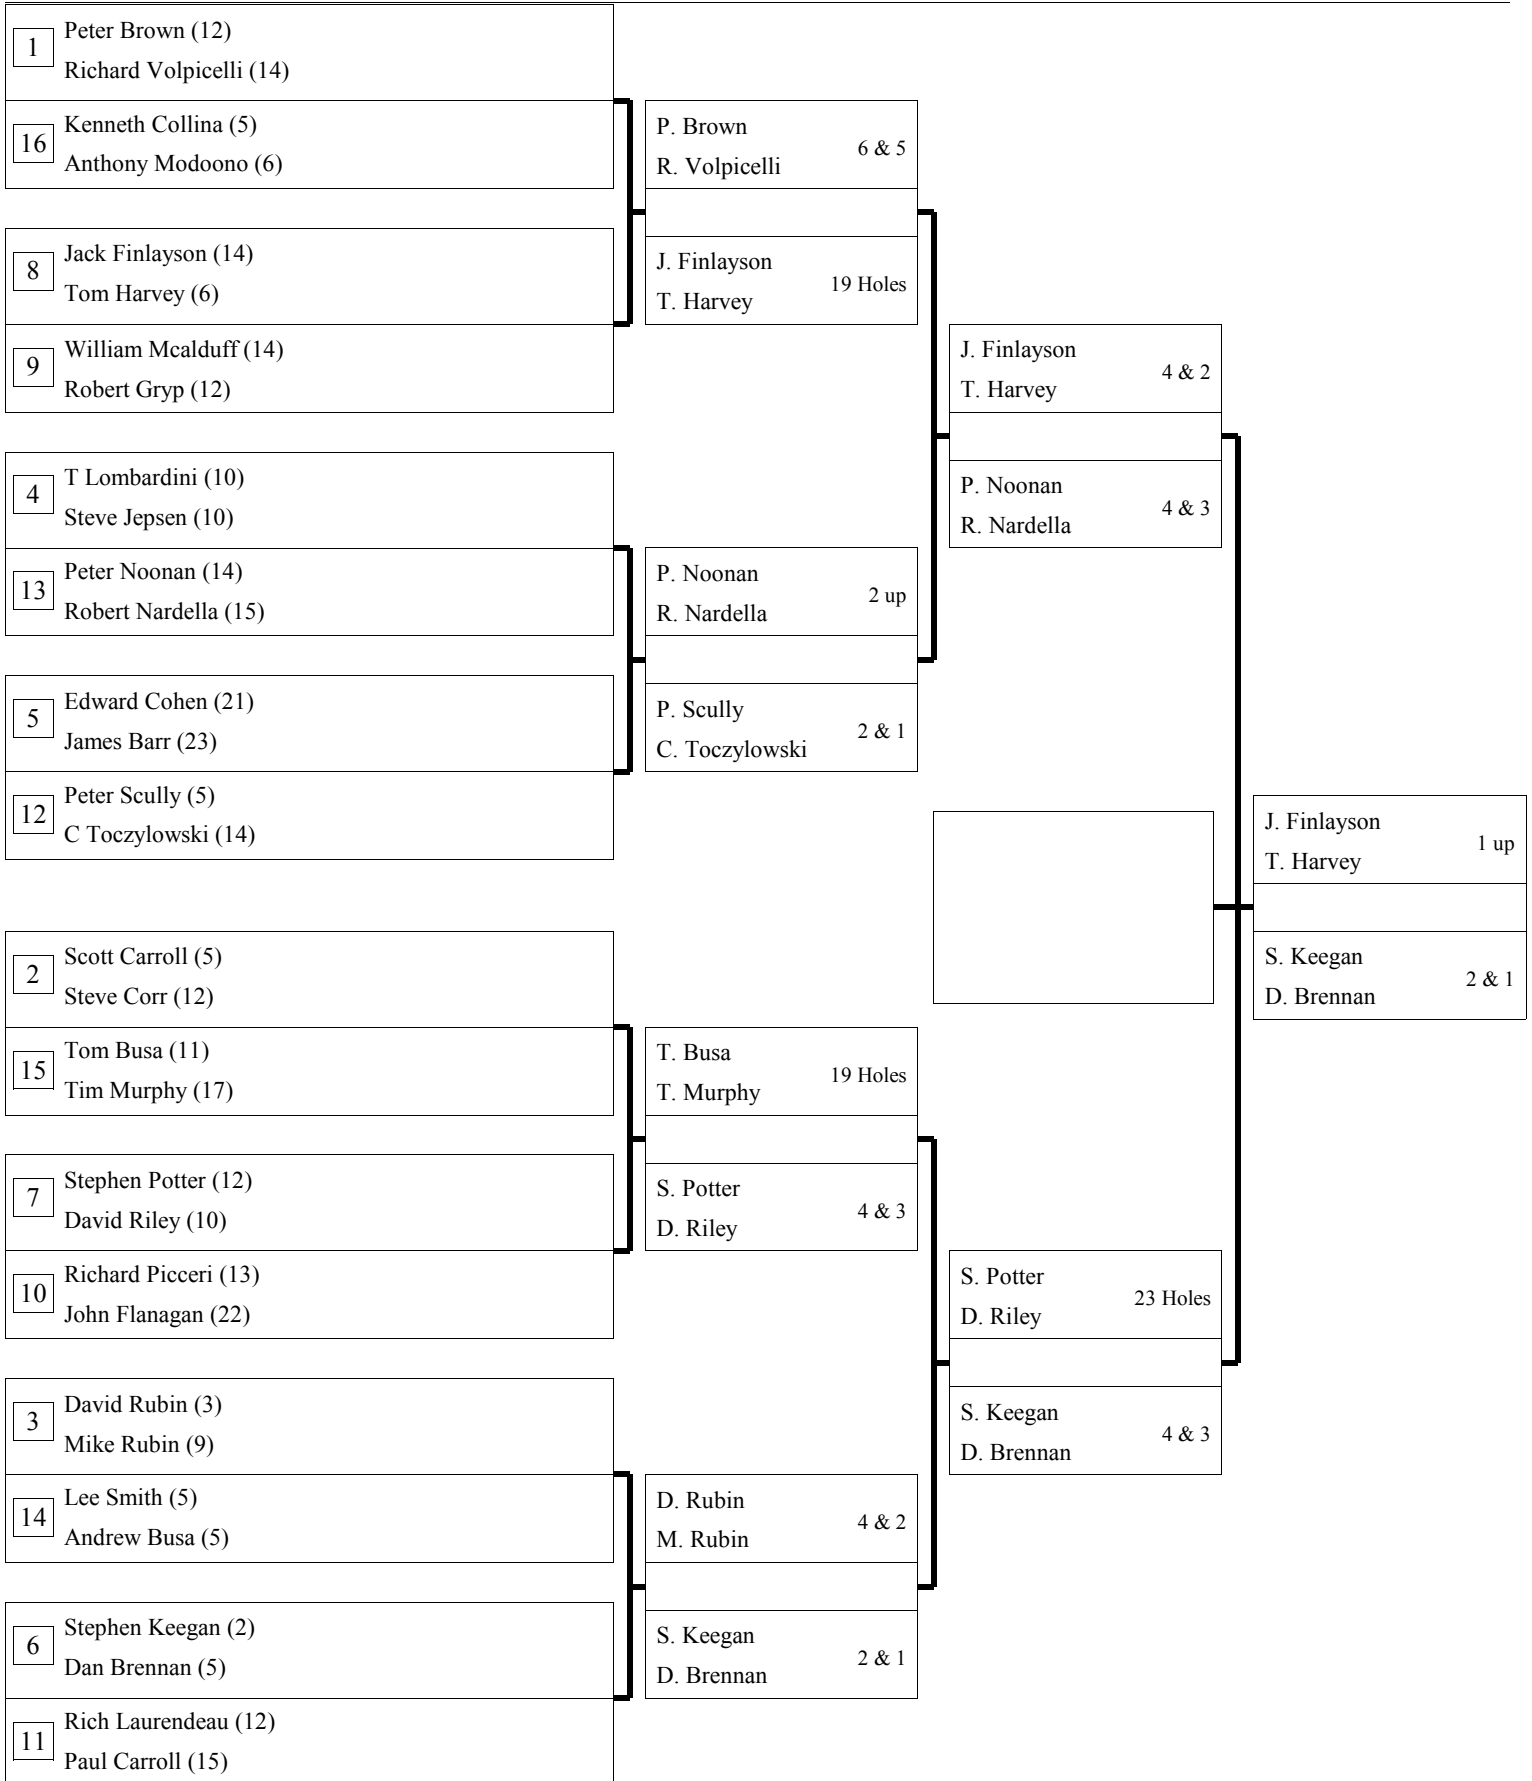 1
Peter Brown (12)
Richard Volpicelli (14)
16
Kenneth Collina (5)
Anthony Modoono (6)
8
Jack Finlayson (14)
Tom Harvey (6)
9
William Mcalduff (14)
Robert Gryp (12)
4
T Lombardini (10)
Steve Jepsen (10)
13
Peter Noonan (14)
Robert Nardella (15)
5
Edward Cohen (21)
James Barr (23)
12
Peter Scully (5)
C Toczylowski (14)
2
Scott Carroll (5)
Steve Corr (12)
15
Tom Busa (11)
Tim Murphy (17)
7
Stephen Potter (12)
David Riley (10)
10
Richard Picceri (13)
John Flanagan (22)
3
David Rubin (3)
Mike Rubin (9)
14
Lee Smith (5)
Andrew Busa (5)
6
Stephen Keegan (2)
Dan Brennan (5)
11
Rich Laurendeau (12)
Paul Carroll (15)
P. Brown
R. Volpicelli
6 & 5
J. Finlayson
T. Harvey
19 Holes
P. Noonan
R. Nardella
2 up
P. Scully
C. Toczylowski
2 & 1
T. Busa
T. Murphy
19 Holes
S. Potter
D. Riley
4 & 3
D. Rubin
M. Rubin
4 & 2
S. Keegan
D. Brennan
2 & 1
J. Finlayson
T. Harvey
4 & 2
P. Noonan
R. Nardella
4 & 3
S. Potter
D. Riley
23 Holes
S. Keegan
D. Brennan
4 & 3
J. Finlayson
T. Harvey
1 up
S. Keegan
D. Brennan
2 & 1